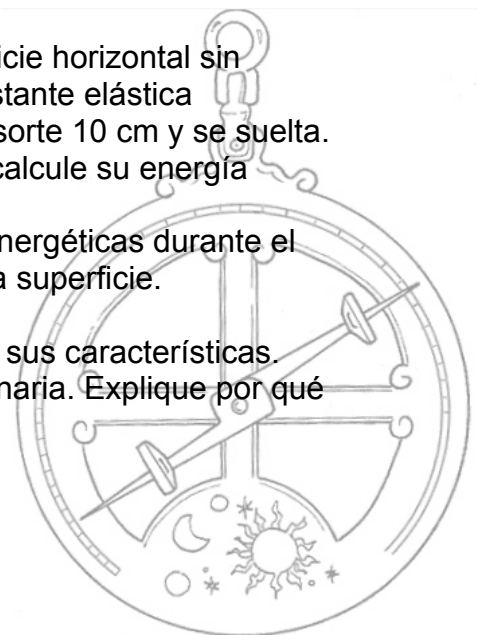 icie horizontal sin
stante elástica
sorte 10 cm y se suelta.
calcule su energía
nergéticas durante el
a superficie.
sus características.
naria. Explique por qué